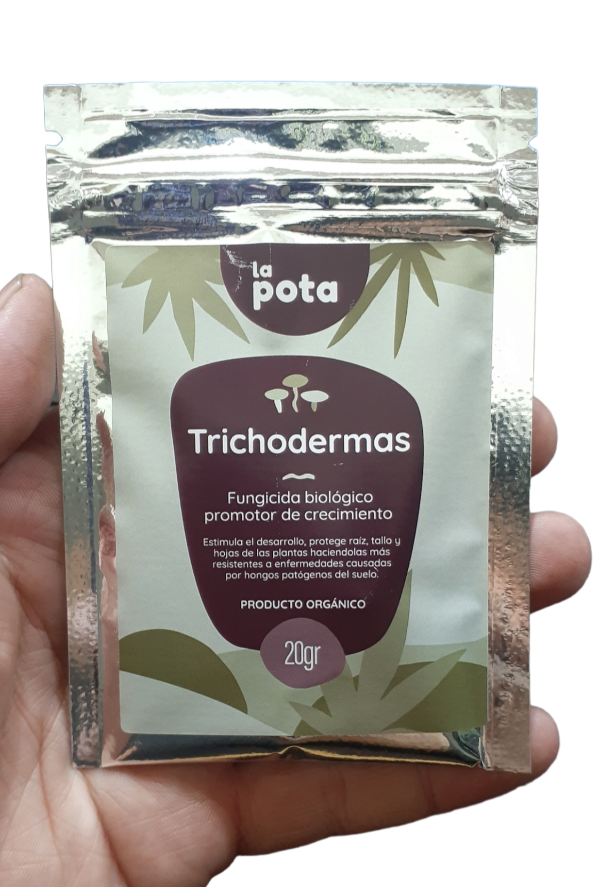 la
pota
Trichodermas
Fungicida biológico
promotor de crecimiento
Estimula el desarrollo, protege raíz, tallo y
hojas de las plantas haciendolas más
resistentes a enfermedades causadas
por hongos patógenos del suelo.
PRODUCTO ORGÁNICO
20gr